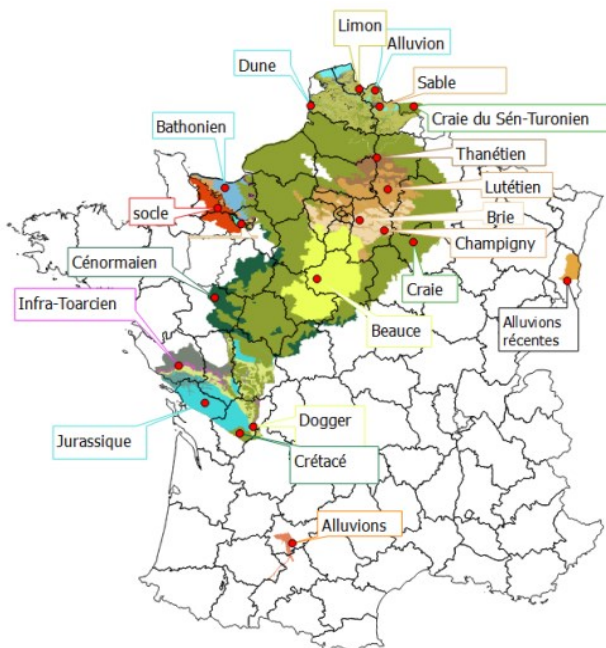 Limon
Alluvion
Dune
Sable
Craie du Sén-Turonien
Bathonien
Thanétien
Lutétien
socle
Brie
Champigny
Cénormaien
Craie
Infra-Toarcien
Beauce
Alluvions
récentes
Dogger
Jurassique
Crétacé
Alluvions